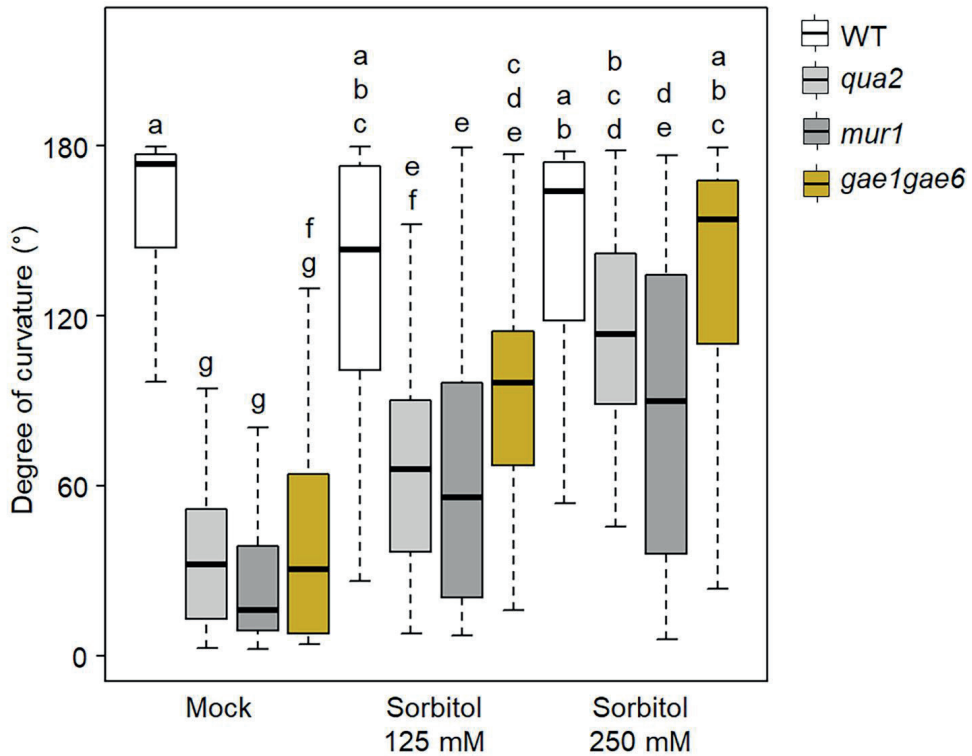 WT
qua2
mur1
gae1gae6
Degree of curvature (°)
180
120
60
0
a
g
g
f
g
a
b
c
e
f
e
c
d
e
a
b
b
c
d
d
e
a
b
c
Mock
Sorbitol
125 mM
Sorbitol
250 mM